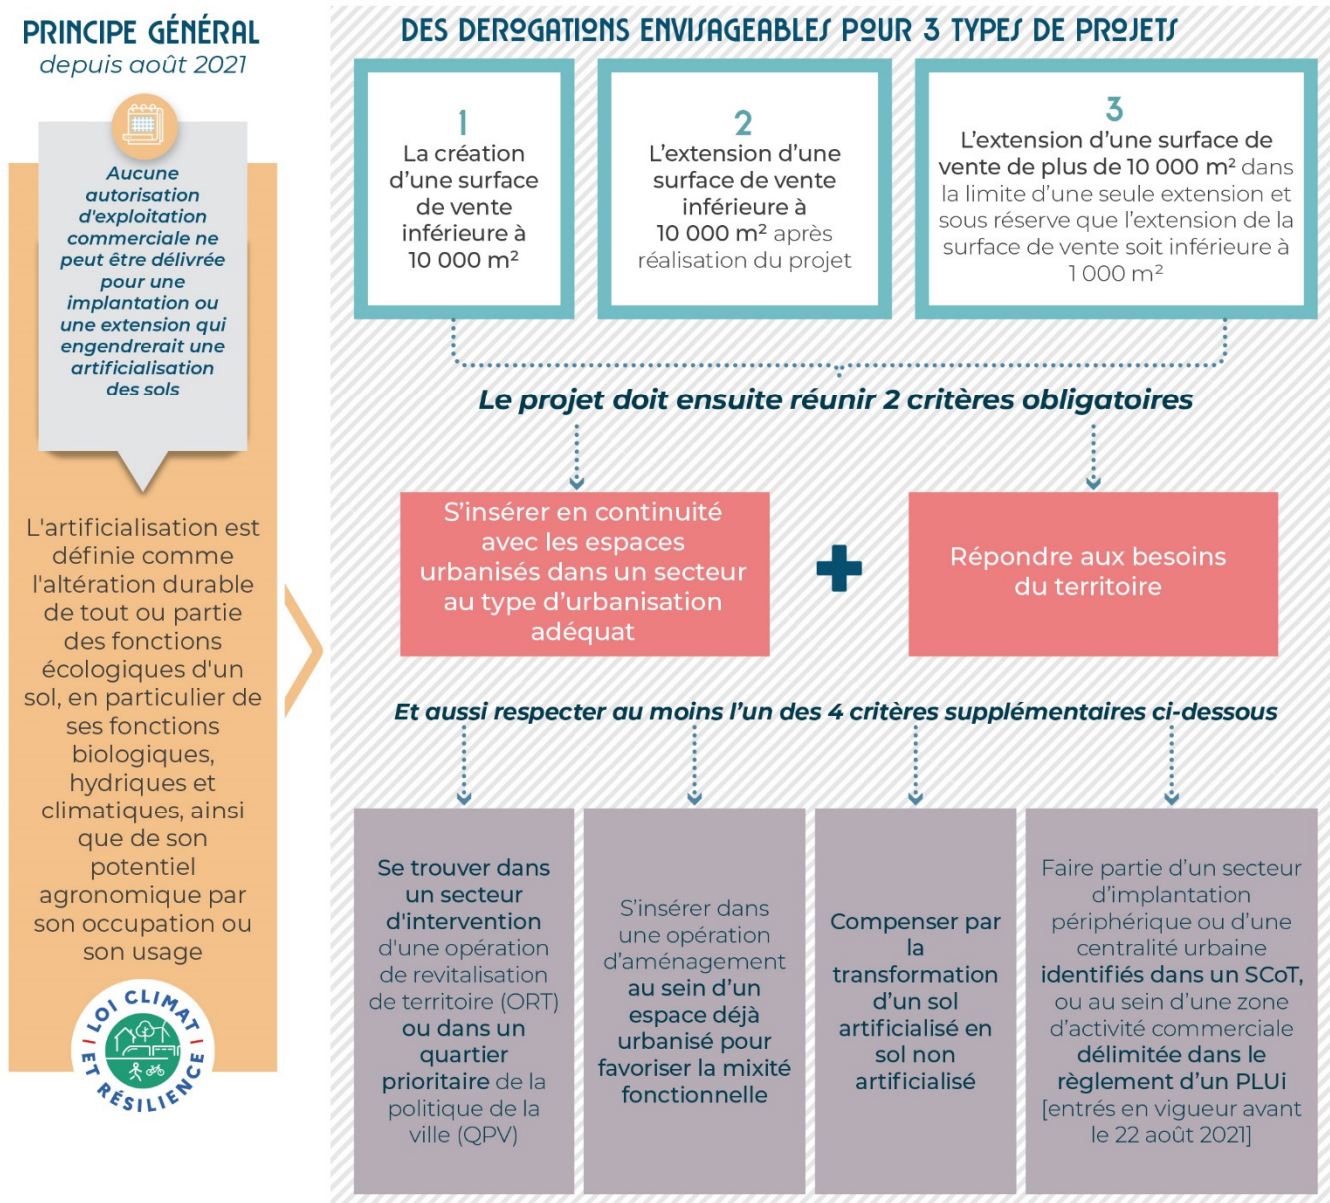 PRINCIPE GÉNÉRAL
depuis août 2021
Aucune
autorisation
d'exploitation
commerciale ne
peut être délivrée
pour une
implantation ou
une extension qui
engendrerait une
artificialisation
des sols
L'artificialisation est
définie comme
l'altération durable
de tout ou partie
des fonctions
écologiques d'un
sol, en particulier de
ses fonctions
biologiques,
hydriques et
climatiques, ainsi
que de son
potentiel
agronomique par
son occupation ou
son usage
LOI CLIMAT
ET RÉSILIENCE
DES DEROGATIONS ENVISAGEABLES POUR 3 TYPES DE PROJETS
1
La création
d’une surface
de vente
inférieure à
10 000 m²
2
L’extension d’une
surface de vente
inférieure à
10 000 m² après
réalisation du projet
3
L’extension d’une surface de
vente de plus de 10 000 m² dans
la limite d’une seule extension et
sous réserve que l’extension de la
surface de vente soit inférieure à
1 000 m²
Le projet doit ensuite réunir 2 critères obligatoires
S’insérer en continuité
avec les espaces
urbanisés dans un secteur
au type d’urbanisation
adéquat
Répondre aux besoins
du territoire
Et aussi respecter au moins l’un des 4 critères supplémentaires ci-dessous
Se trouver dans
un secteur
d'intervention
d'une opération
de revitalisation
de territoire (ORT)
ou dans un
quartier
prioritaire de la
politique de la
ville (QPV)
S’insérer dans
une opération
d’aménagement
au sein d’un
espace déjà
urbanisé pour
favoriser la mixité
fonctionnelle
Compenser par
la
transformation
d’un sol
artificialisé en
sol non
artificialisé
Faire partie d’un secteur
d’implantation
périphérique ou d’une
centralité urbaine
identifiés dans un SCoT,
ou au sein d’une zone
d’activité commerciale
délimitée dans le
règlement d’un PLUi
[entrés en vigueur avant
le 22 août 2021]